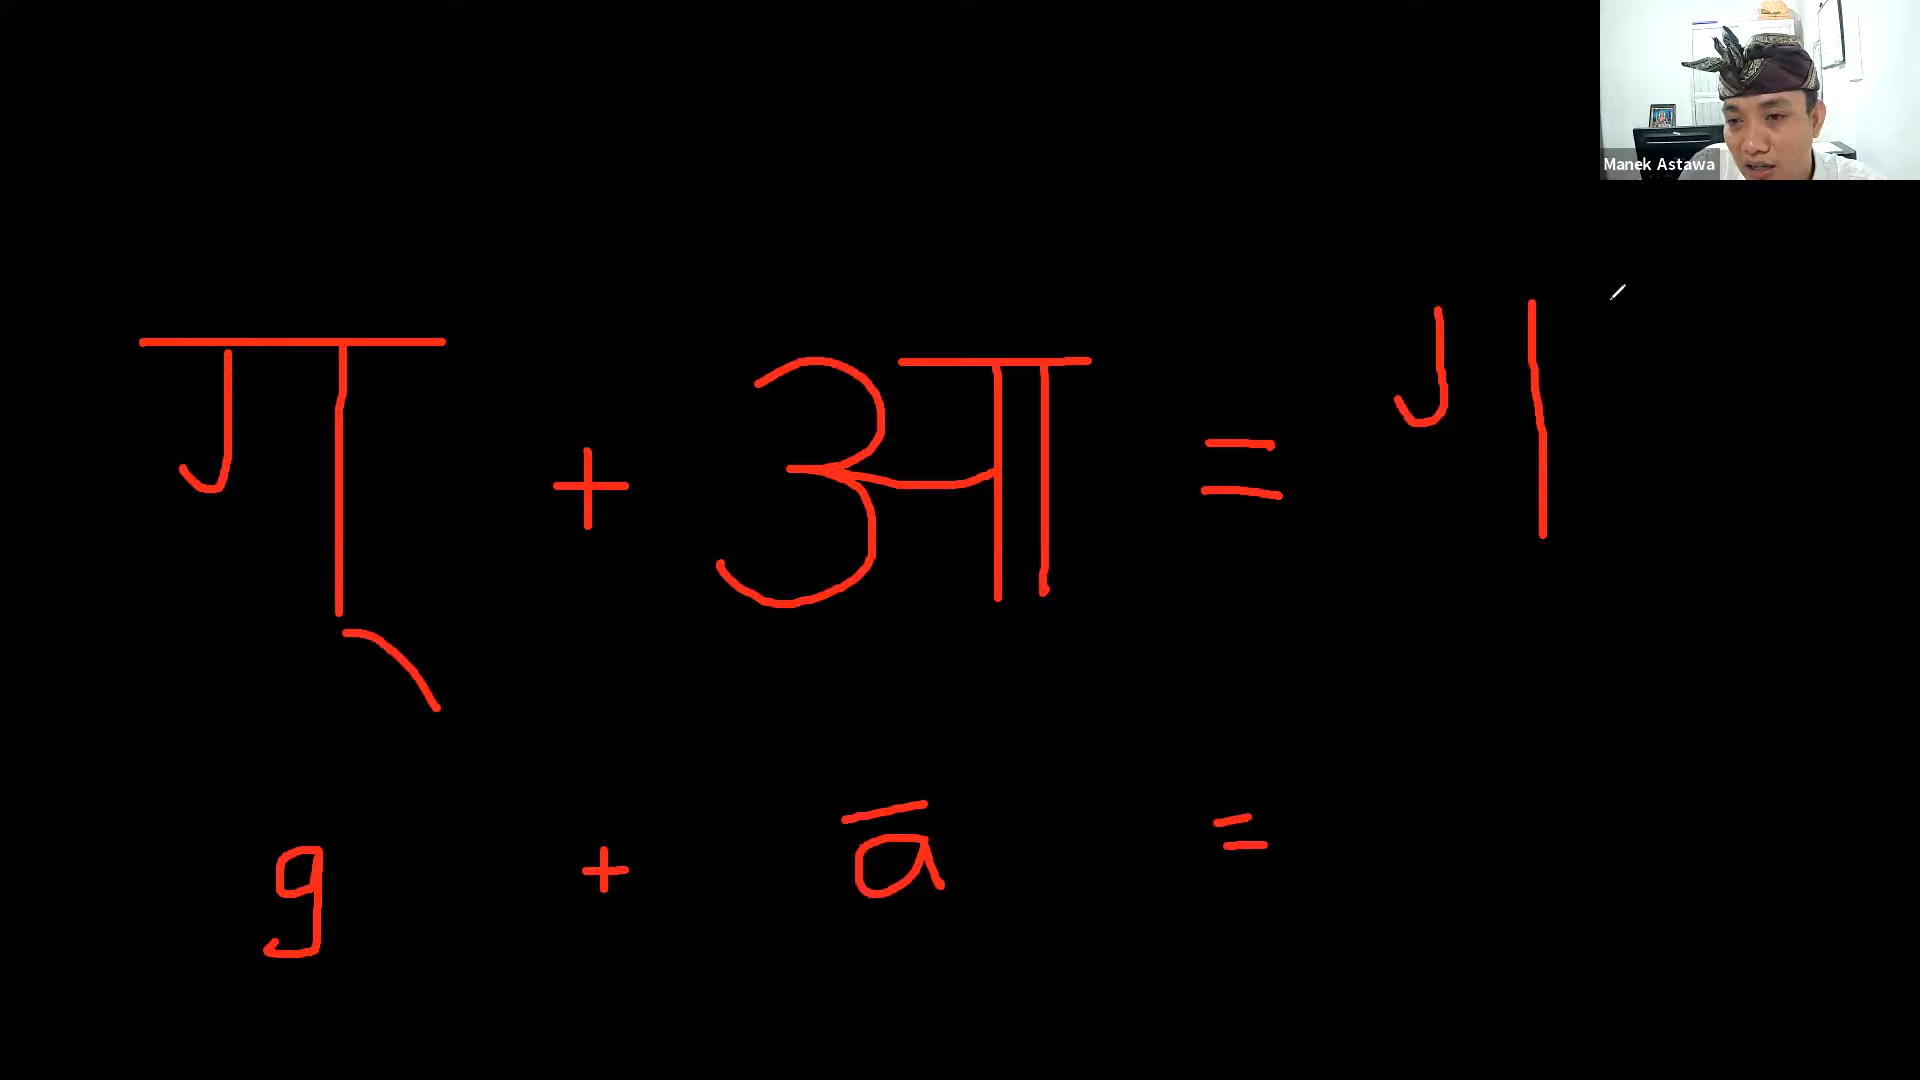 Manek Astawa
ग् + आ = ग
g + ā =